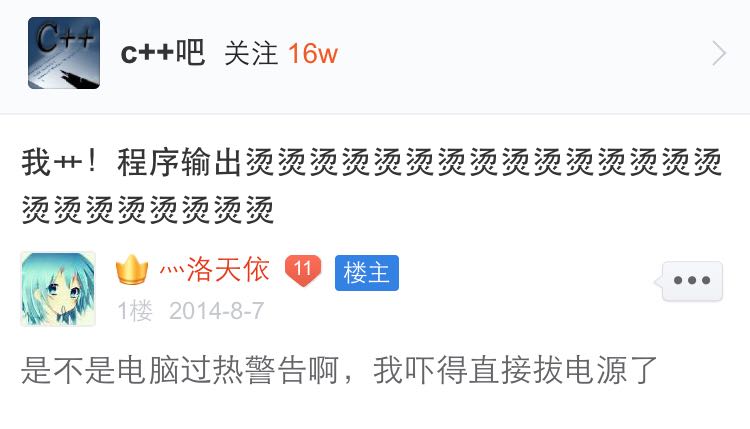 C++
c++吧 关注 16w
我艹！程序输出烫烫烫烫烫烫烫烫烫烫烫烫烫烫烫
烫烫烫烫烫烫烫烫
灬洛天依 11 楼主
1楼 2014-8-7
是不是电脑过热警告啊，我吓得直接拔电源了